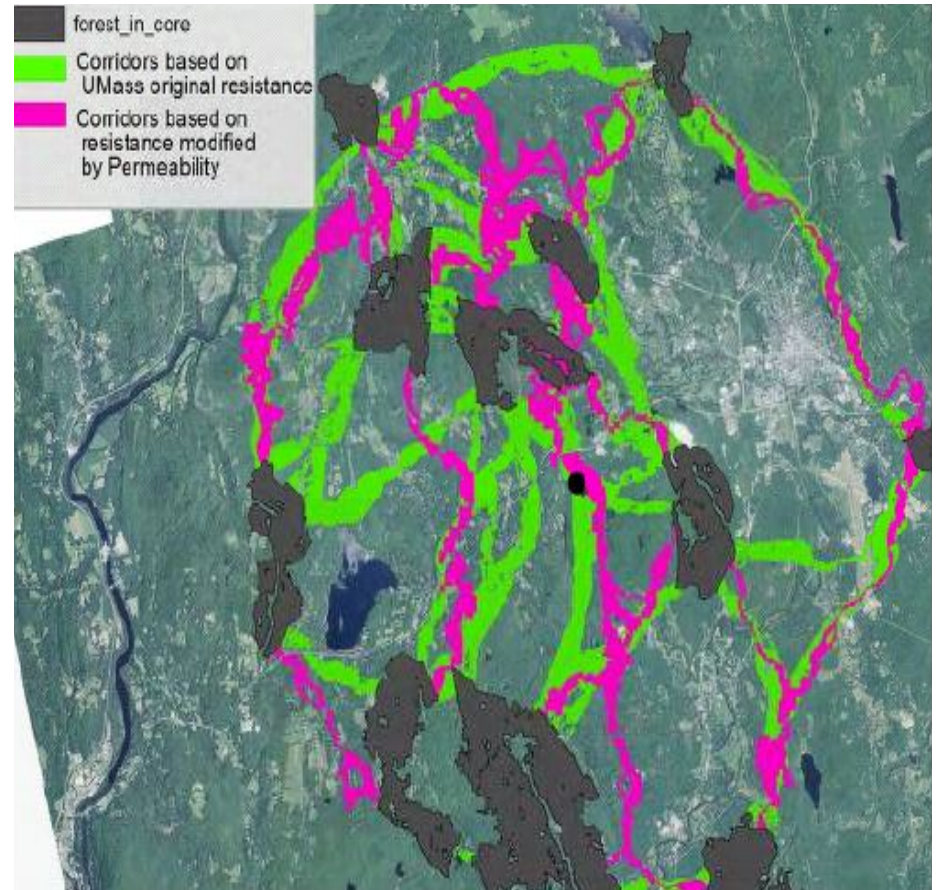 forest_in_core
Corridors based on
UMass original resistance
Corridors based on
resistance modified
by Permeability